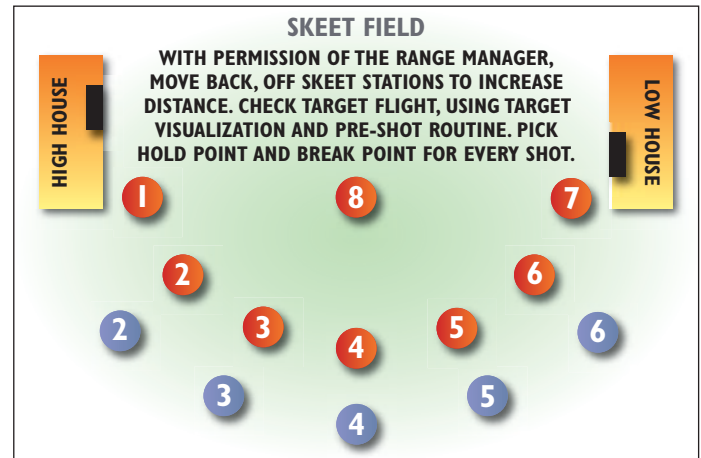 SKEET FIELD
WITH PERMISSION OF THE RANGE MANAGER,
MOVE BACK, OFF SKEET STATIONS TO INCREASE
DISTANCE. CHECK TARGET FLIGHT, USING TARGET
VISUALIZATION AND PRE-SHOT ROUTINE. PICK
HOLD POINT AND BREAK POINT FOR EVERY SHOT.
HIGH HOUSE
LOW HOUSE
1 8 7
2 6
3 4 5
2 6
3 4 5